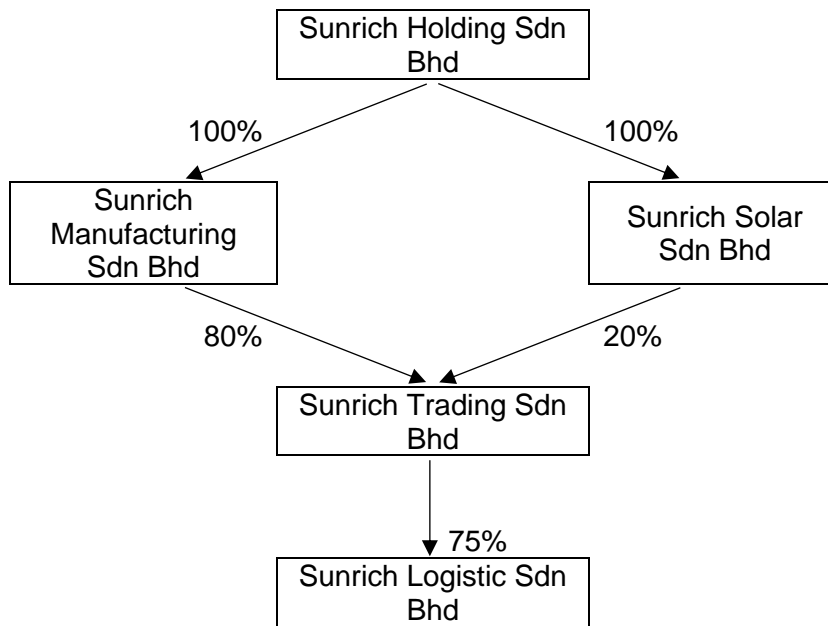 Sunrich Holding Sdn
Bhd
100%
100%
Sunrich
Manufacturing
Sdn Bhd
Sunrich Solar
Sdn Bhd
80%
20%
Sunrich Trading Sdn
Bhd
75%
Sunrich Logistic Sdn
Bhd